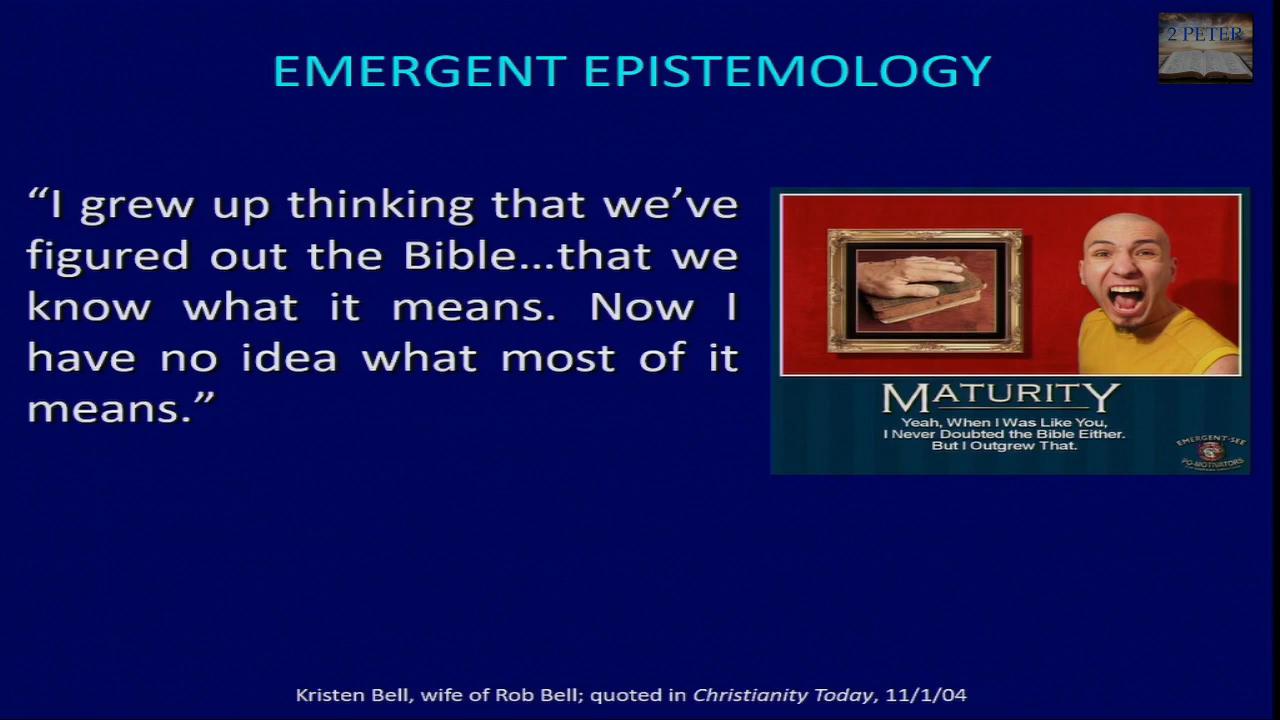 2 PETER
EMERGENT EPISTEMOLOGY
“I grew up thinking that we’ve
figured out the Bible…that we
know what it means. Now I
have no idea what most of it
means.”
MATURITY
Yeah, When I Was Like You,
I Never Doubted the Bible Either.
But I Outgrew That.
EMERGENT-SEE
PO-MOTIVATORS
Kristen Bell, wife of Rob Bell; quoted in Christianity Today, 11/1/04